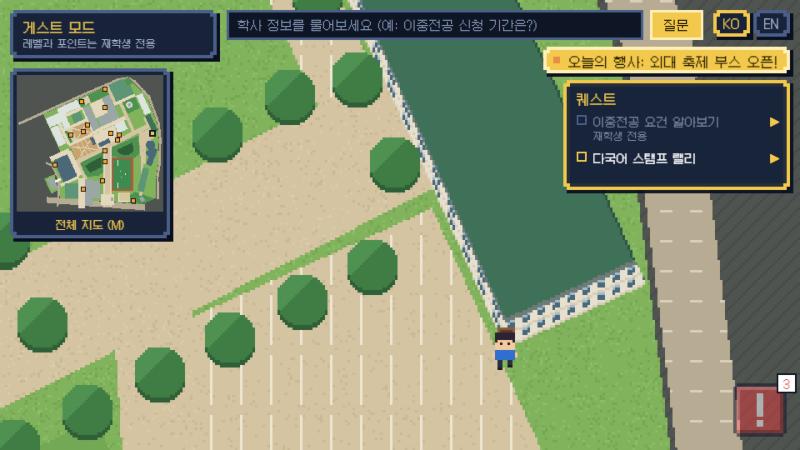 게스트 모드
레벨과 포인트는 재학생 전용
학사 정보를 물어보세요 (예: 이중전공 신청 기간은?)
질문
KO
EN
오늘의 행사: 외대 축제 부스 오픈!
퀘스트
이중전공 요건 알아보기
재학생 전용
다국어 스탬프 랠리
전체 지도 (M)
3
!